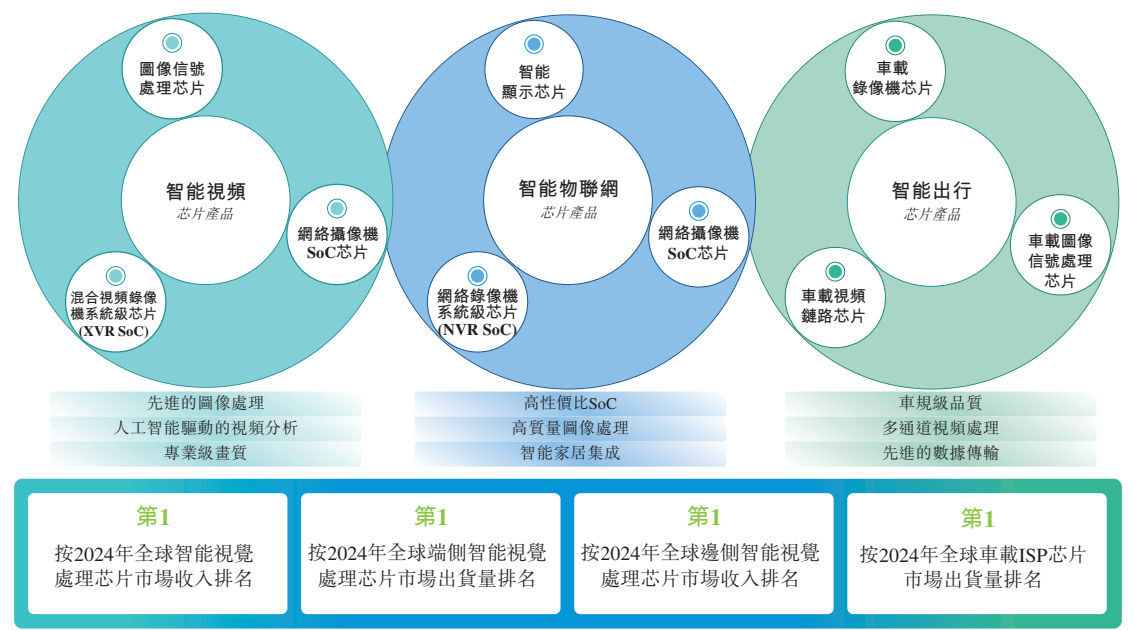 圖像信號
處理芯片
智能視頻
芯片產品
網絡攝像機
SoC芯片
混合視頻錄像
機系統級芯片
(XVR SoC)
智能
顯示芯片
智能物聯網
芯片產品
網絡攝像機
SoC芯片
網絡錄像機
系統級芯片
(NVR SoC)
車載
錄像機芯片
智能出行
芯片產品
車載圖像
信號處理
芯片
車載視頻
鏈路芯片
先進的圖像處理
人工智能驅動的視頻分析
專業級畫質
高性價比SoC
高質量圖像處理
智能家居集成
車規級品質
多通道視頻處理
先進的數據傳輸
第1
按2024年全球智能視覺
處理芯片市場收入排名
第1
按2024年全球端側智能視覺
處理芯片市場出貨量排名
第1
按2024年全球邊側智能視覺
處理芯片市場收入排名
第1
按2024年全球車載ISP芯片
市場出貨量排名